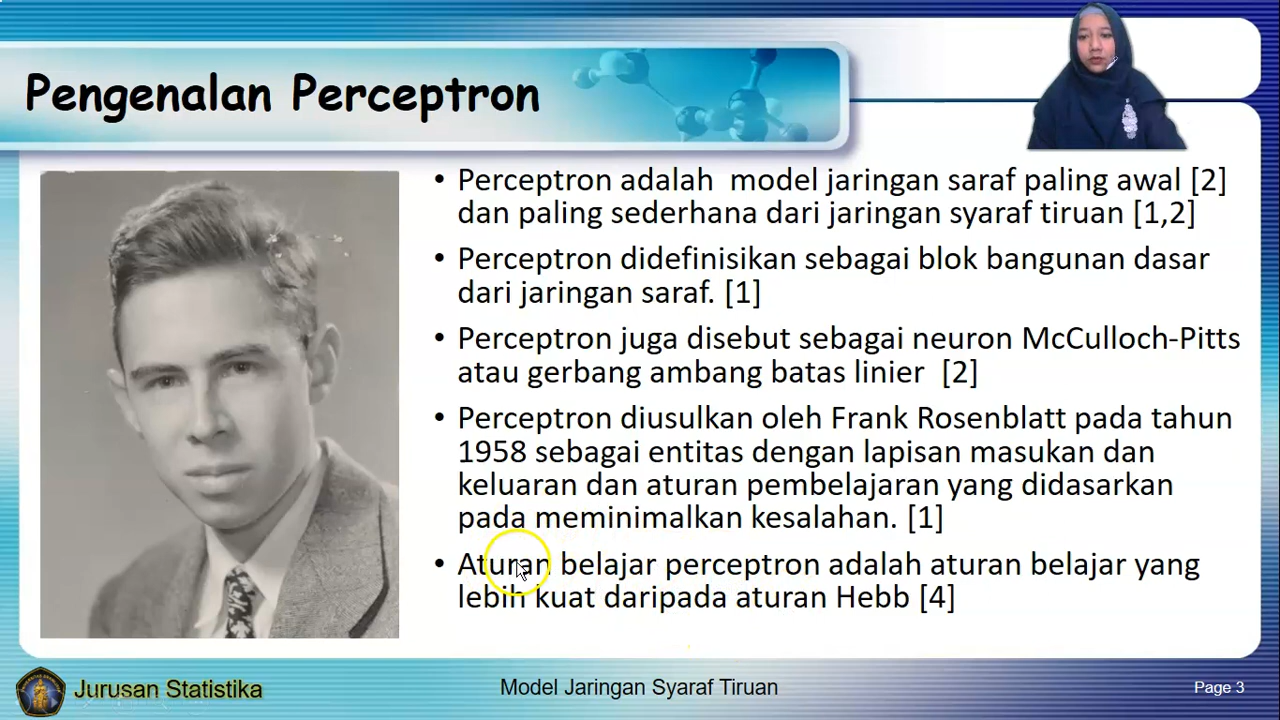 Pengenalan Perceptron
• Perceptron adalah model jaringan saraf paling awal [2]
dan paling sederhana dari jaringan syaraf tiruan [1,2]
• Perceptron didefinisikan sebagai blok bangunan dasar
dari jaringan saraf. [1]
• Perceptron juga disebut sebagai neuron McCulloch-Pitts
atau gerbang ambang batas linier [2]
• Perceptron diusulkan oleh Frank Rosenblatt pada tahun
1958 sebagai entitas dengan lapisan masukan dan
keluaran dan aturan pembelajaran yang didasarkan
pada meminimalkan kesalahan. [1]
• Aturan belajar perceptron adalah aturan belajar yang
lebih kuat daripada aturan Hebb [4]
Jurusan Statistika
Model Jaringan Syaraf Tiruan
Page 3